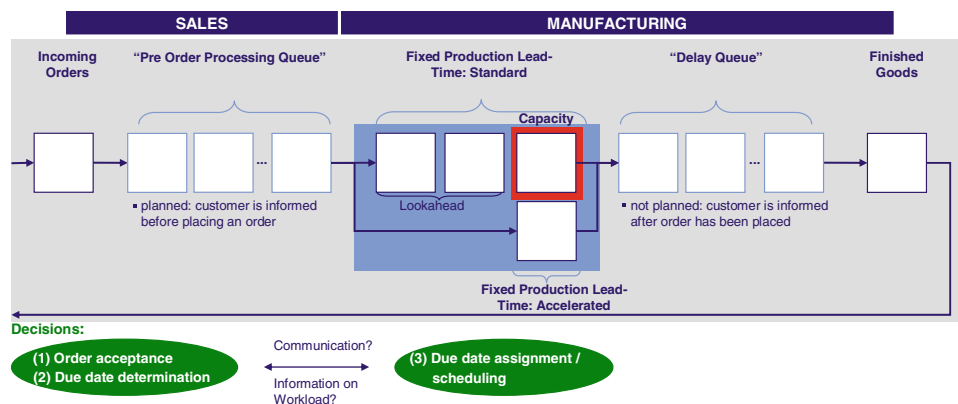 SALES
MANUFACTURING
Incoming
Orders
“Pre Order Processing Queue”
Fixed Production Lead-
Time: Standard
“Delay Queue”
Finished
Goods
Capacity
...
...
Lookahead
▪ planned: customer is informed
before placing an order
▪ not planned: customer is informed
after order has been placed
Fixed Production Lead-
Time: Accelerated
Decisions:
(1) Order acceptance
(2) Due date determination
Communication?
Information on
Workload?
(3) Due date assignment /
scheduling